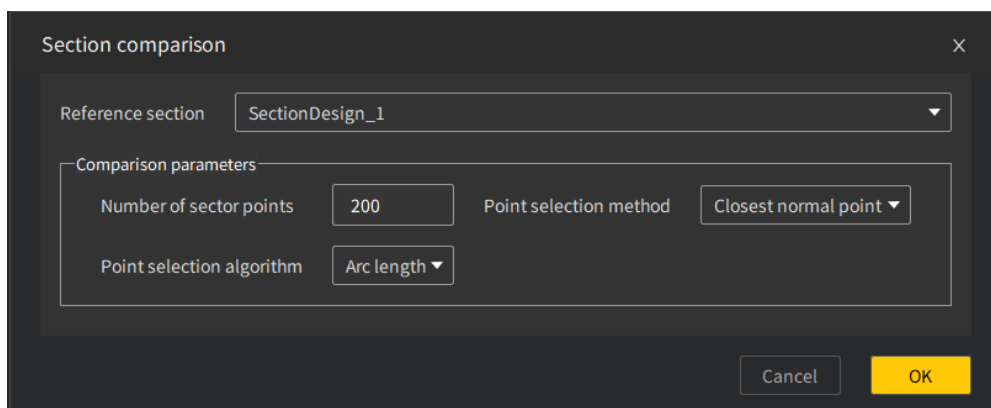 Section comparison X
Reference section SectionDesign_1
Comparison parameters
Number of sector points 200 Point selection method Closest normal point
Point selection algorithm Arc length
Cancel OK